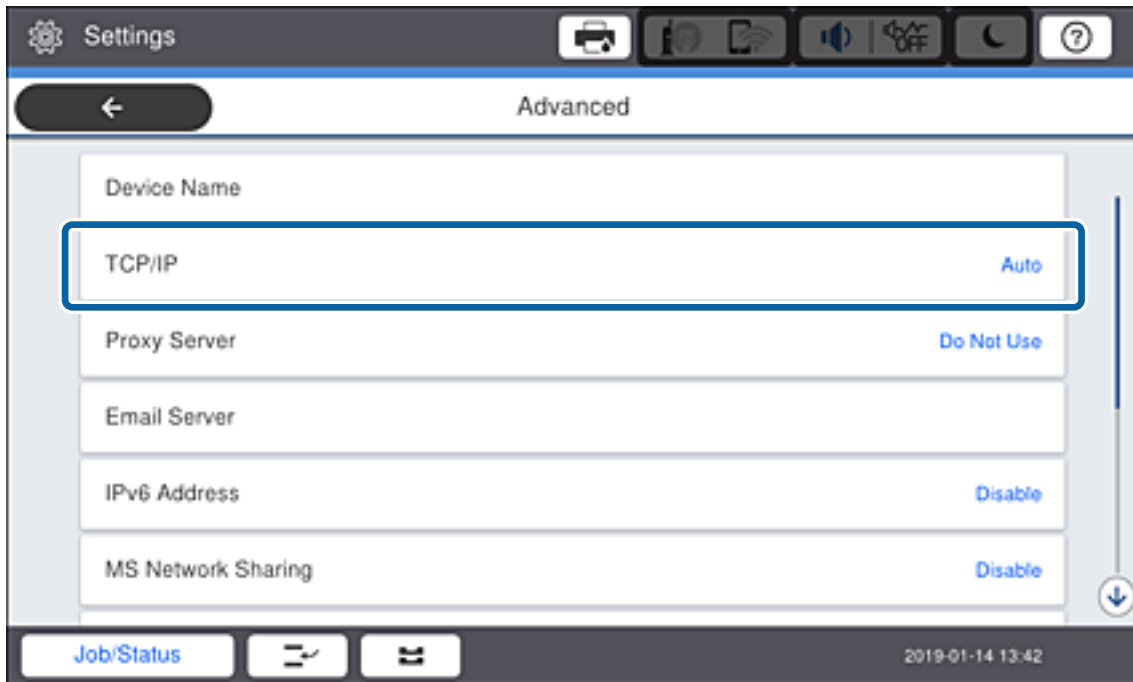 Settings
OFF
?
Advanced
Device Name
TCP/IP Auto
Proxy Server Do Not Use
Email Server
IPv6 Address Disable
MS Network Sharing Disable
Job/Status 2019-01-14 13:42